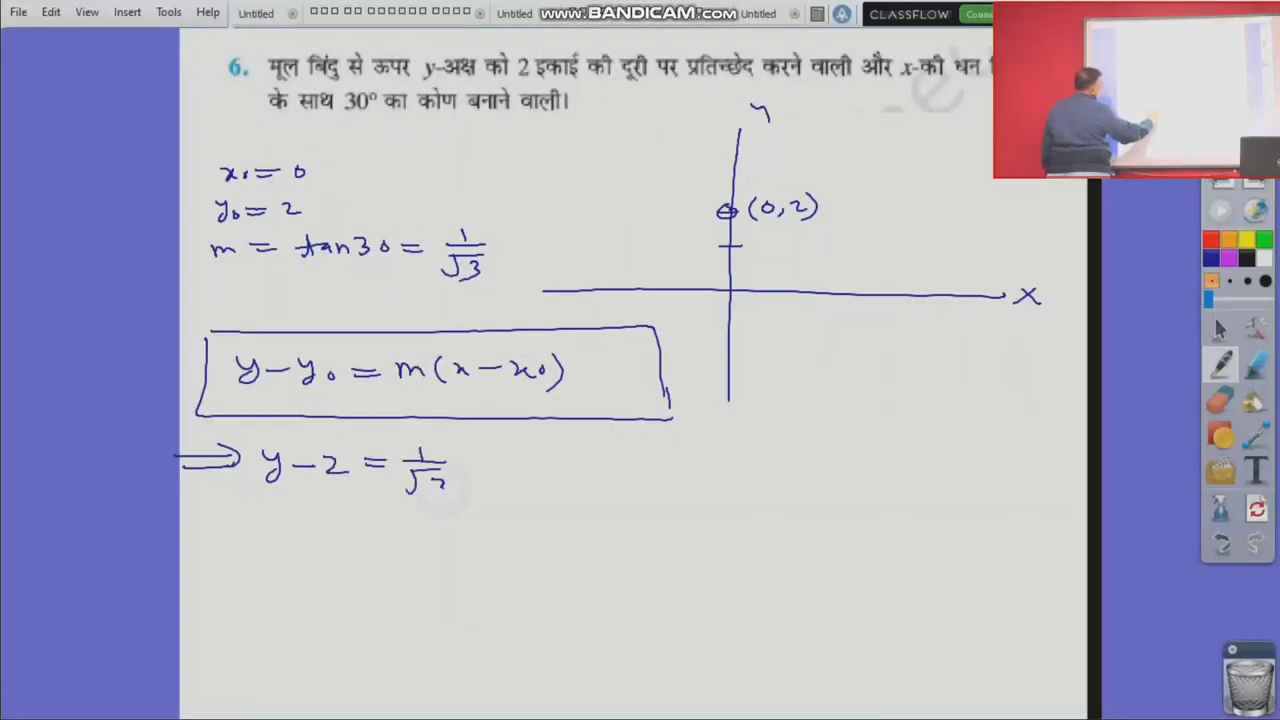 File Edit View Insert Tools Help Untitled Untitled www.BANDICAM.com Untitled CLASSFLOW
6. मूल बिंदु से ऊपर y-अक्ष को 2 इकाई की दूरी पर प्रतिच्छेद करने वाली और x-की धन
के साथ 30° का कोण बनाने वाली।
y
x₀ = 0
y₀ = 2
(0, 2)
m = tan30 = 1/√3
X
y - y₀ = m(x - x₀)
⇒ y - 2 = 1/√3